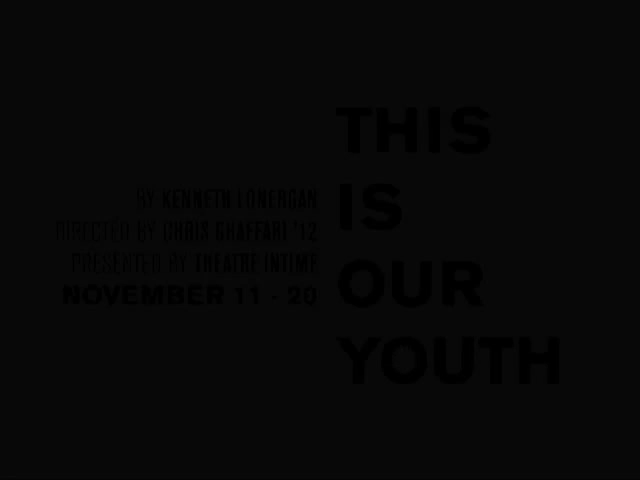 BY KENNETH LONERGAN
DIRECTED BY CHRIS GHAFFARI '12
PRESENTED BY THEATRE INTIME
NOVEMBER 11 - 20
THIS
IS
OUR
YOUTH